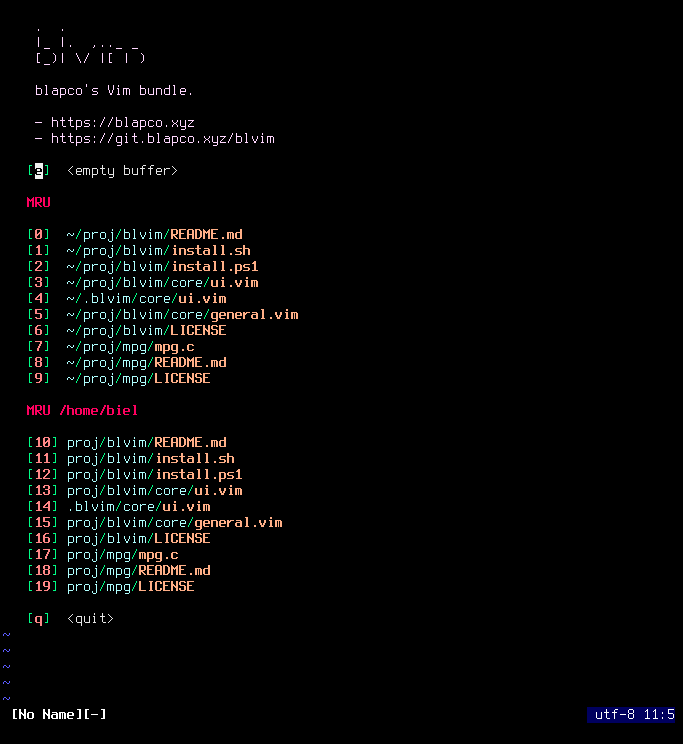 .  .
|_ |.  ,.._ _
[_)| \/ |[ | )
blapco's Vim bundle.
- https://blapco.xyz
- https://git.blapco.xyz/blvim
[e]  <empty buffer>
MRU
[0]  ~/proj/blvim/README.md
[1]  ~/proj/blvim/install.sh
[2]  ~/proj/blvim/install.ps1
[3]  ~/proj/blvim/core/ui.vim
[4]  ~/.blvim/core/ui.vim
[5]  ~/proj/blvim/core/general.vim
[6]  ~/proj/blvim/LICENSE
[7]  ~/proj/mpg/mpg.c
[8]  ~/proj/mpg/README.md
[9]  ~/proj/mpg/LICENSE
MRU /home/biel
[10] proj/blvim/README.md
[11] proj/blvim/install.sh
[12] proj/blvim/install.ps1
[13] proj/blvim/core/ui.vim
[14] .blvim/core/ui.vim
[15] proj/blvim/core/general.vim
[16] proj/blvim/LICENSE
[17] proj/mpg/mpg.c
[18] proj/mpg/README.md
[19] proj/mpg/LICENSE
[q]  <quit>
~
~
~
~
~
[No Name][-] utf-8 11:5